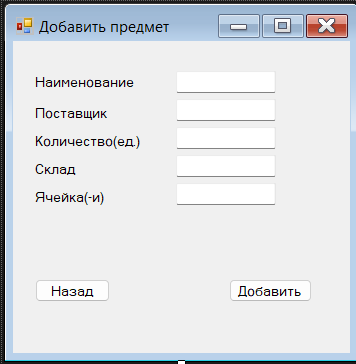 Добавить предмет
Наименование
Поставщик
Количество(ед.)
Склад
Ячейка(-и)
Назад Добавить